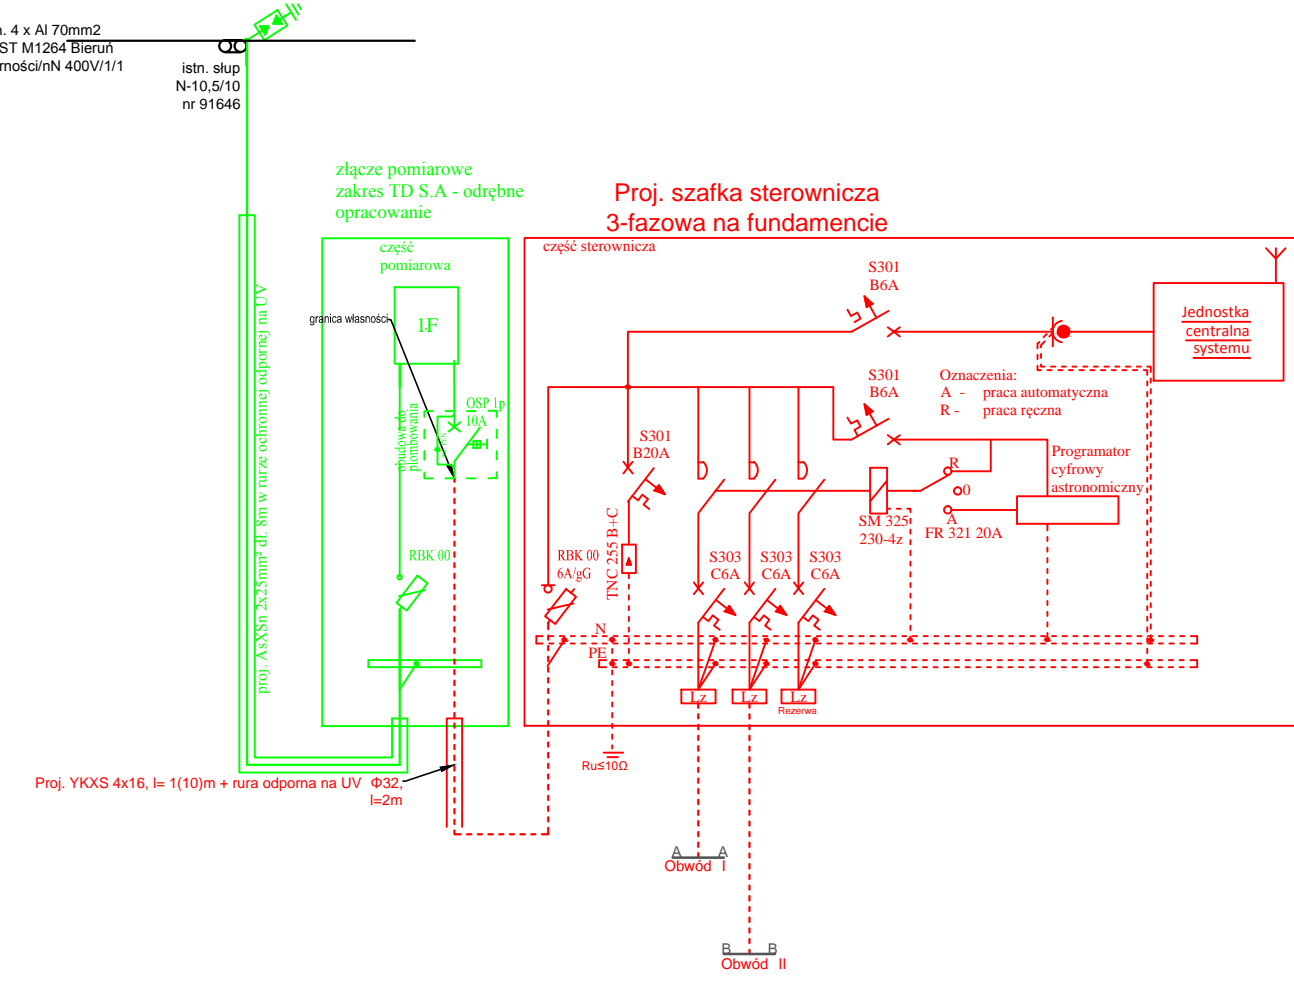 n. 4 x Al 70mm2
ST M1264 Bieruń
rności/nN 400V/1/1
istn. słup
N-10,5/10
nr 91646
złącze pomiarowe
zakres TD S.A - odrębne
opracowanie
Proj. szafka sterownicza
3-fazowa na fundamencie
część
pomiarowa
część sterownicza
granica własności
1-F
proj. AsXSn 2x25mm² dł. 8m w rurze ochronnej odpornej na UV
obudowa do
plombowania
OSP 1p
10A
RBK 00
S301
B6A
Jednostka
centralna
systemu
S301
B6A
Oznaczenia:
A - praca automatyczna
R - praca ręczna
S301
B20A
Programator
cyfrowy
astronomiczny
R
0
A
SM 325
230-4z
FR 321 20A
TNC 255 B+C
RBK 00
6A/gG
S303
C6A
S303
C6A
S303
C6A
N
PE
Lz
Lz
Lz
Rezerwa
Ru≤10Ω
Proj. YKXS 4x16, l= 1(10)m + rura odporna na UV Φ32,
l=2m
A A
Obwód I
B B
Obwód II